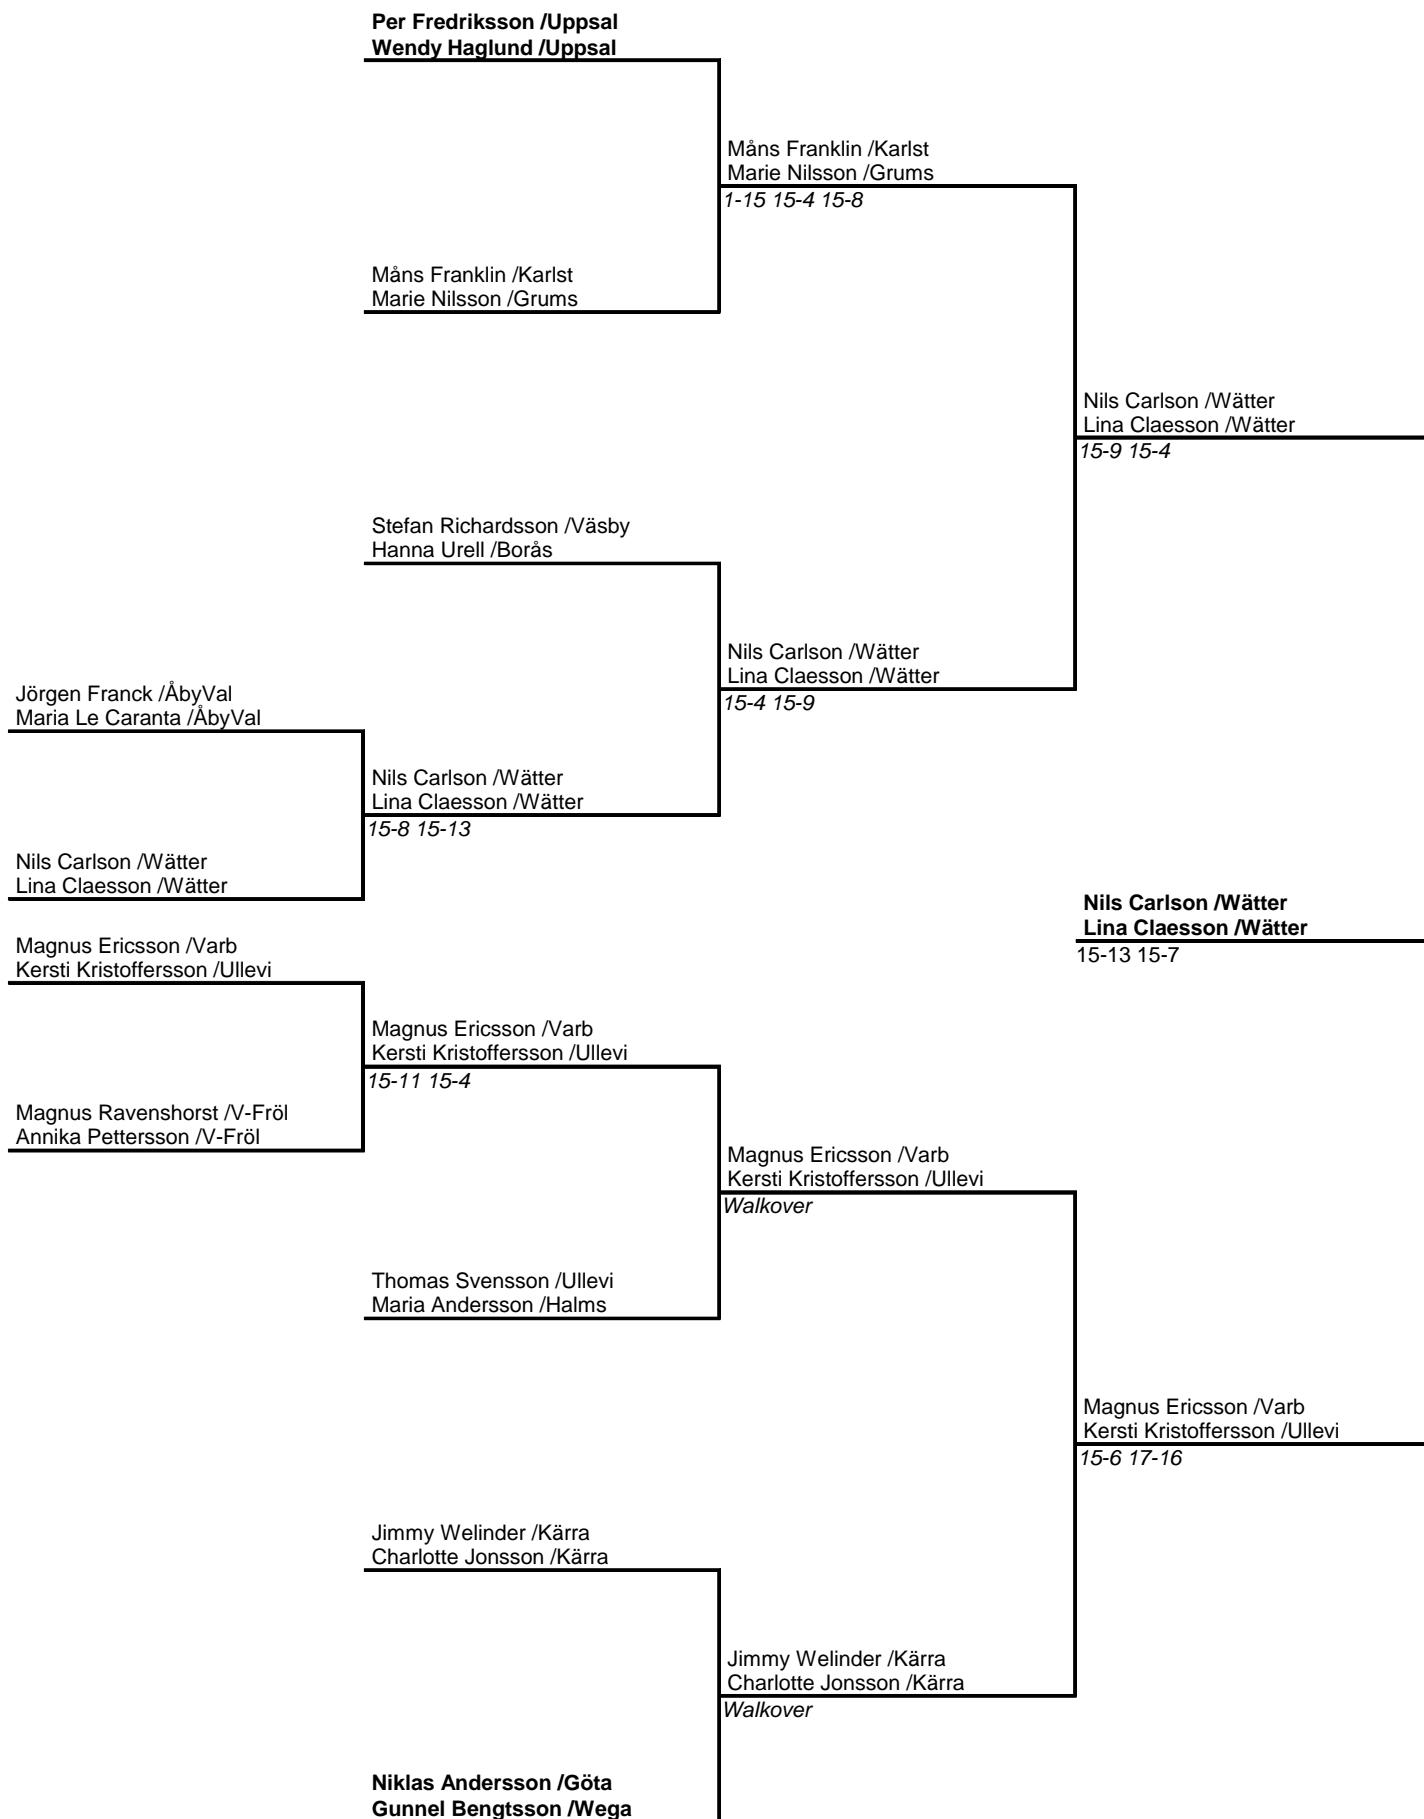 Per Fredriksson /Uppsal
Wendy Haglund /Uppsal
Måns Franklin /Karlst
Marie Nilsson /Grums
1-15 15-4 15-8
Måns Franklin /Karlst
Marie Nilsson /Grums
Nils Carlson /Wätter
Lina Claesson /Wätter
15-9 15-4
Stefan Richardsson /Väsby
Hanna Urell /Borås
Nils Carlson /Wätter
Lina Claesson /Wätter
15-4 15-9
Jörgen Franck /ÅbyVal
Maria Le Caranta /ÅbyVal
Nils Carlson /Wätter
Lina Claesson /Wätter
15-8 15-13
Nils Carlson /Wätter
Lina Claesson /Wätter
Nils Carlson /Wätter
Lina Claesson /Wätter
15-13 15-7
Magnus Ericsson /Varb
Kersti Kristoffersson /Ullevi
Magnus Ericsson /Varb
Kersti Kristoffersson /Ullevi
15-11 15-4
Magnus Ravenshorst /V-Fröl
Annika Pettersson /V-Fröl
Magnus Ericsson /Varb
Kersti Kristoffersson /Ullevi
Walkover
Thomas Svensson /Ullevi
Maria Andersson /Halms
Magnus Ericsson /Varb
Kersti Kristoffersson /Ullevi
15-6 17-16
Jimmy Welinder /Kärra
Charlotte Jonsson /Kärra
Jimmy Welinder /Kärra
Charlotte Jonsson /Kärra
Walkover
Niklas Andersson /Göta
Gunnel Bengtsson /Wega